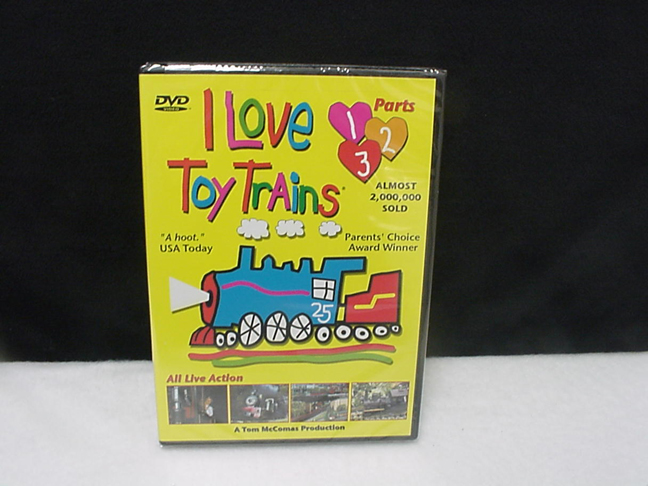 DVD
VIDEO
I Love
Toy Trains
Parts
1
2
3
ALMOST
2,000,000
SOLD
"A hoot."
USA Today
Parents' Choice
Award Winner
25
All Live Action
A Tom McComas Production